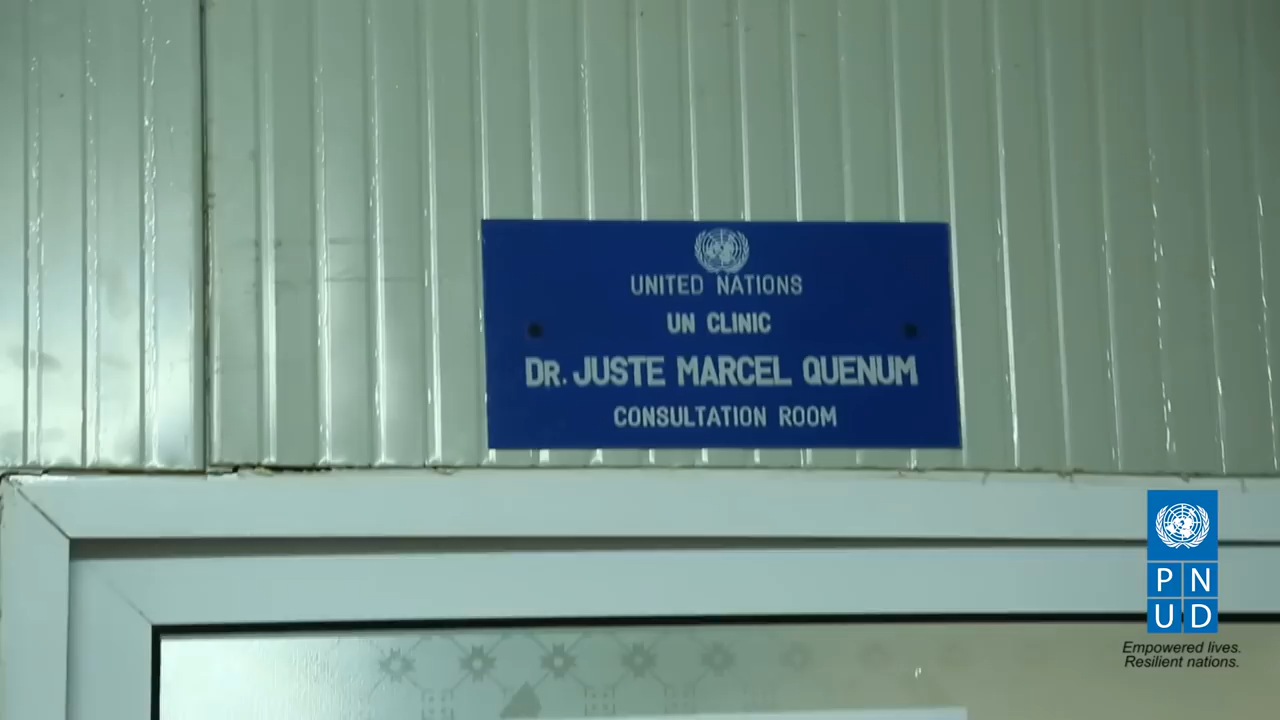 UNITED NATIONS
UN CLINIC
DR. JUSTE MARCEL QUENUM
CONSULTATION ROOM
P N
U D
Empowered lives.
Resilient nations.